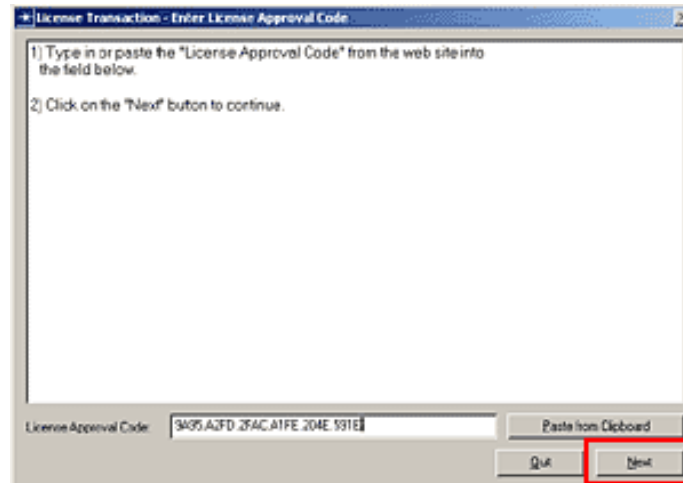 License Transaction - Enter License Approval Code
1) Type in or paste the "License Approval Code" from the web site into
the field below.
2) Click on the "Next" button to continue.
License Approval Code: 9A95.A2FD.2FAC.A1FE.204E.591E
Paste from Clipboard
Quit Next